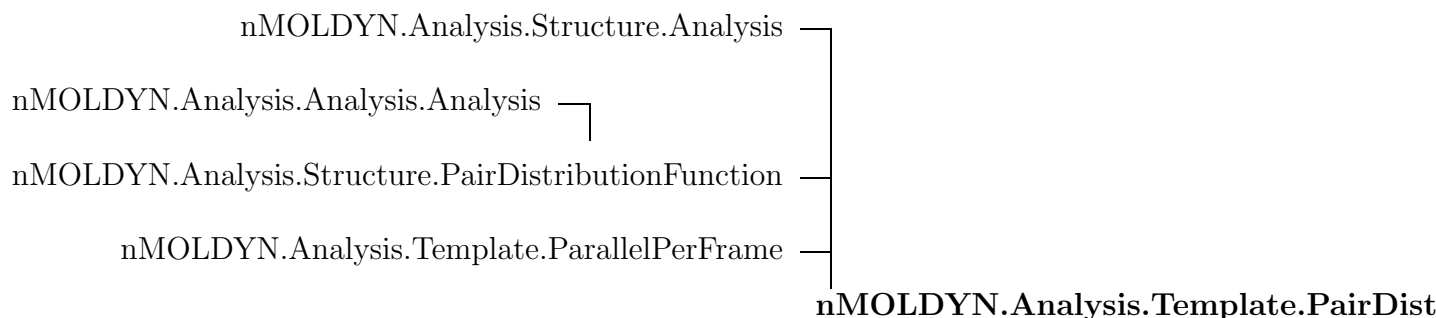 nMOLDYN.Analysis.Structure.Analysis
nMOLDYN.Analysis.Analysis.Analysis
nMOLDYN.Analysis.Structure.PairDistributionFunction
nMOLDYN.Analysis.Template.ParallelPerFrame
nMOLDYN.Analysis.Template.PairDist